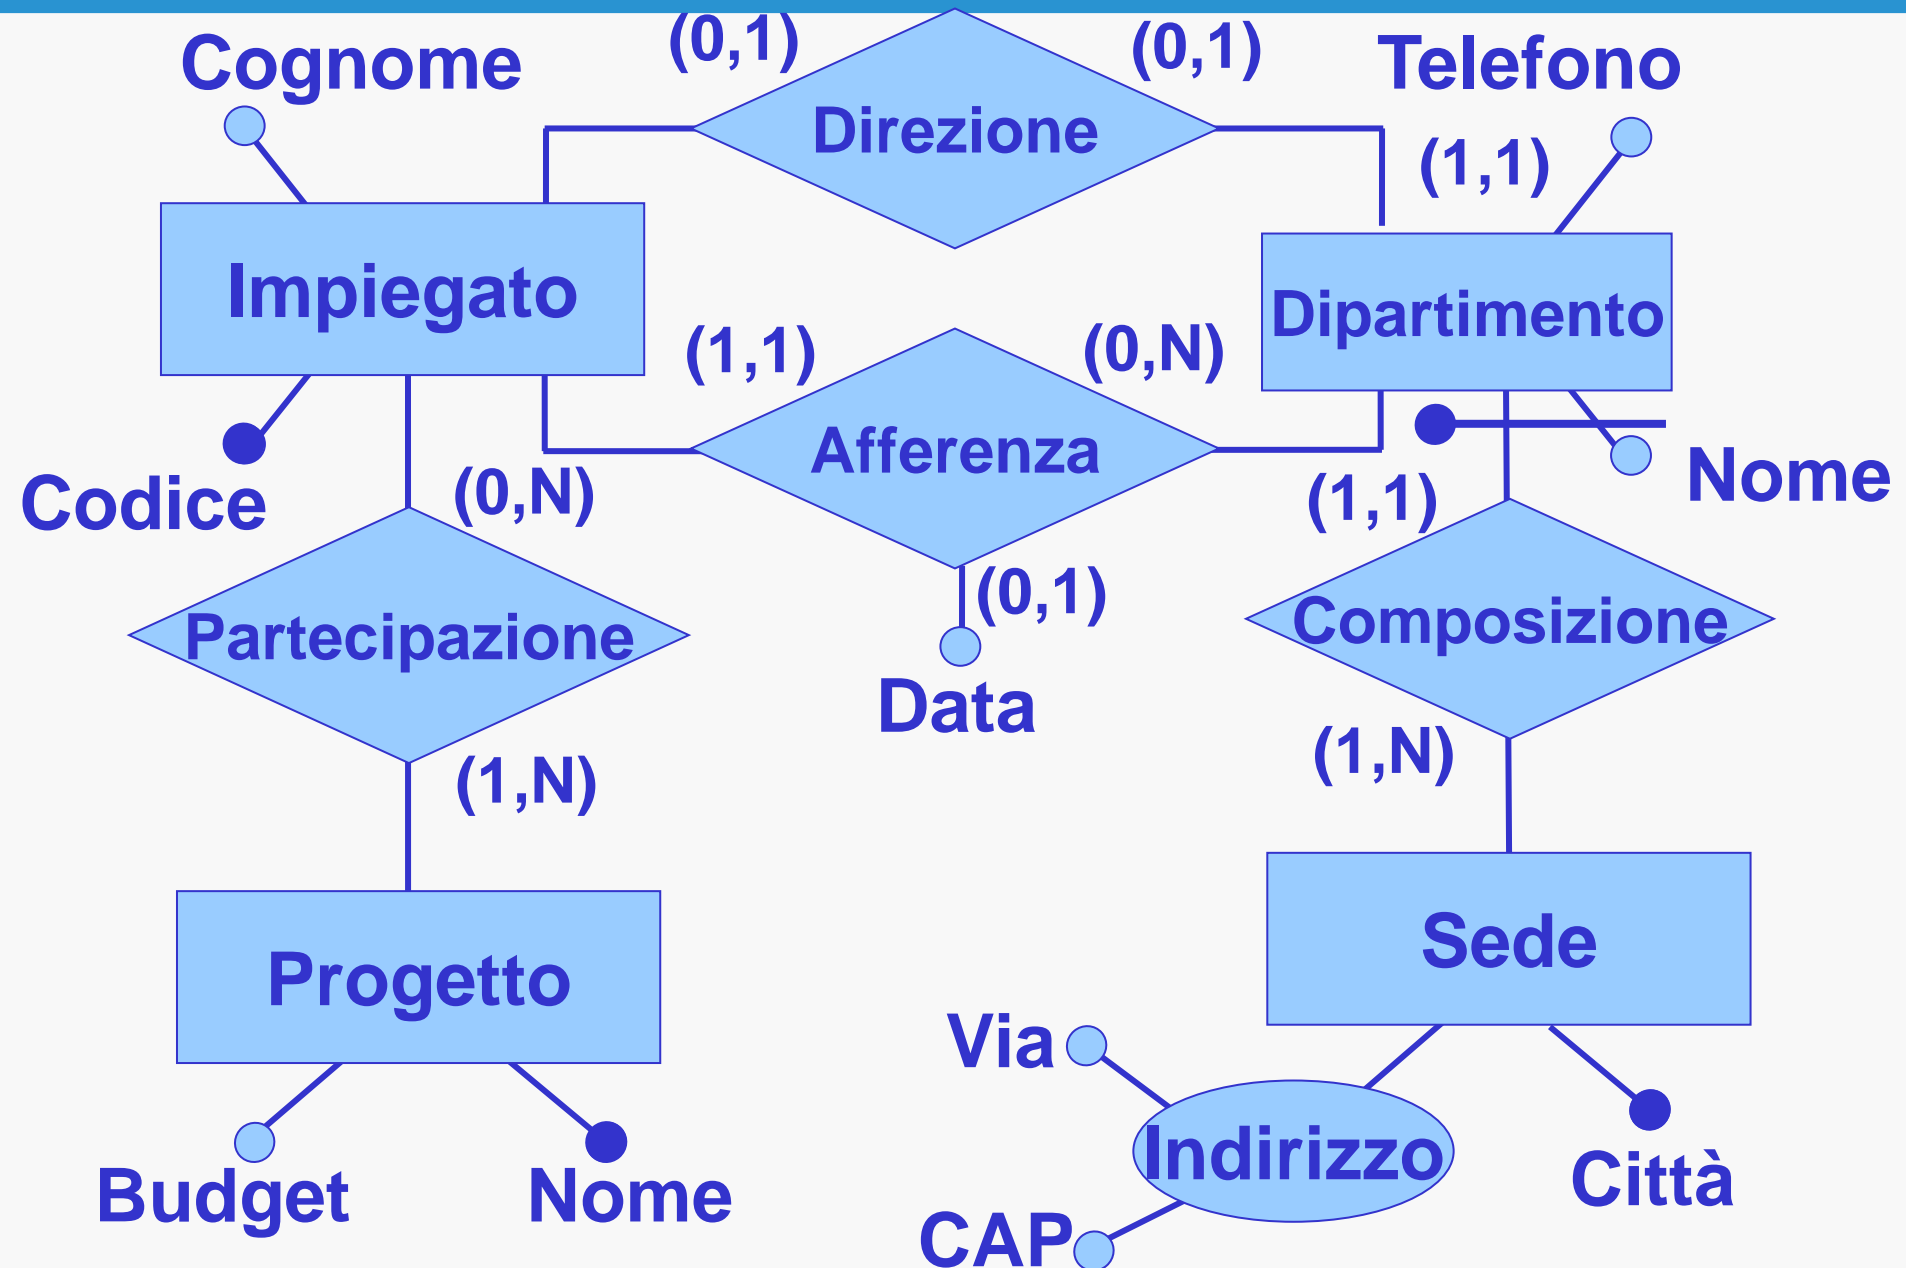 (0,1)
(0,1)
Cognome
Telefono
Direzione
(1,1)
Impiegato
Dipartimento
(1,1)
(0,N)
Afferenza
Codice
(0,N)
(1,1)
Nome
(0,1)
Partecipazione
Composizione
Data
(1,N)
(1,N)
Progetto
Sede
Via
Indirizzo
Città
Budget
Nome
CAP